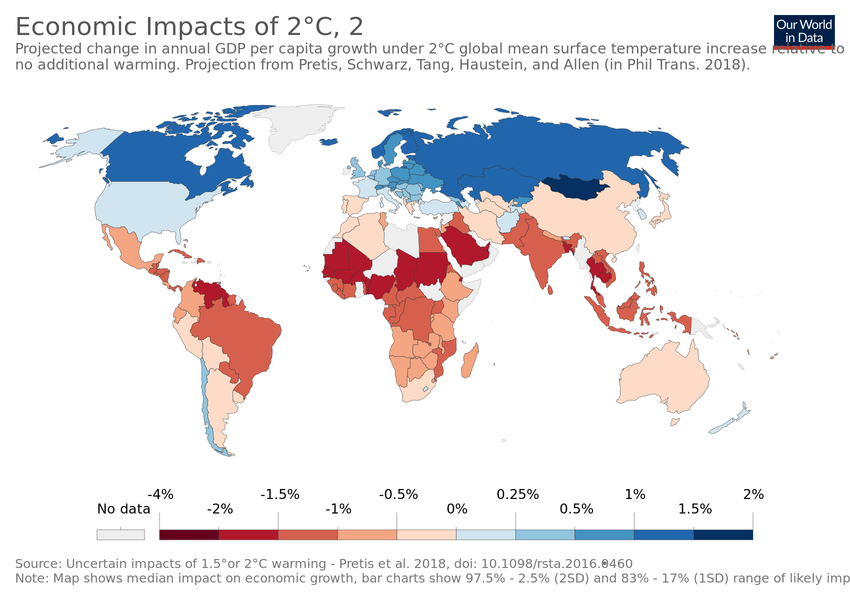 Economic Impacts of 2°C, 2
Our World
in Data
Projected change in annual GDP per capita growth under 2°C global mean surface temperature increase relative to
no additional warming. Projection from Pretis, Schwarz, Tang, Haustein, and Allen (in Phil Trans. 2018).
-4% -1.5% -0.5% 0.25% 1% 2%
No data -2% -1% 0% 0.5% 1.5%
Source: Uncertain impacts of 1.5°or 2°C warming - Pretis et al. 2018, doi: 10.1098/rsta.2016.0460
Note: Map shows median impact on economic growth, bar charts show 97.5% - 2.5% (2SD) and 83% - 17% (1SD) range of likely imp